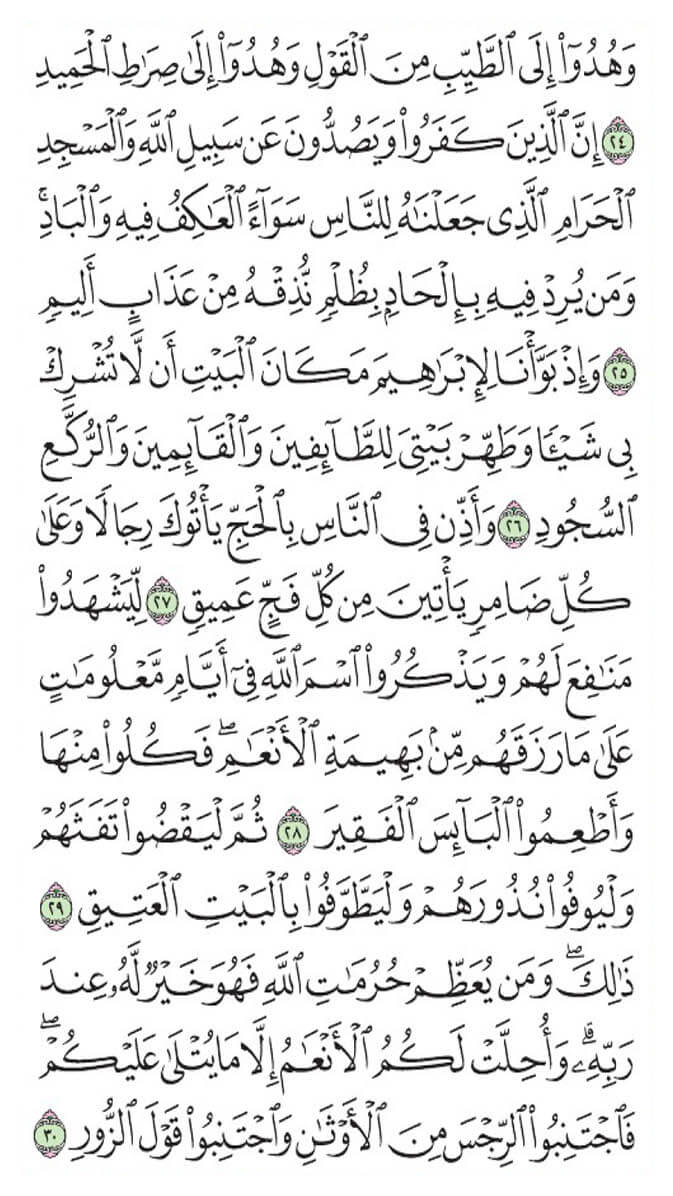 وَهُدُوٓا۟ إِلَى ٱلطَّيِّبِ مِنَ ٱلْقَوْلِ وَهُدُوٓا۟ إِلَىٰ صِرَٰطِ ٱلْحَمِيدِ
٢٤ إِنَّ ٱلَّذِينَ كَفَرُوا۟ وَيَصُدُّونَ عَن سَبِيلِ ٱللَّهِ وَٱلْمَسْجِدِ
ٱلْحَرَامِ ٱلَّذِى جَعَلْنَٰهُ لِلنَّاسِ سَوَآءً ٱلْعَٰكِفُ فِيهِ وَٱلْبَادِ ۚ
وَمَن يُرِدْ فِيهِ بِإِلْحَادٍۭ بِظُلْمٍ نُّذِقْهُ مِنْ عَذَابٍ أَلِيمٍ
٢٥ وَإِذْ بَوَّأْنَا لِإِبْرَٰهِيمَ مَكَانَ ٱلْبَيْتِ أَن لَّا تُشْرِكْ
بِى شَيْـًٔا وَطَهِّرْ بَيْتِىَ لِلطَّآئِفِينَ وَٱلْقَآئِمِينَ وَٱلرُّكَّعِ
ٱلسُّجُودِ ٢٦ وَأَذِّن فِى ٱلنَّاسِ بِٱلْحَجِّ يَأْتُوكَ رِجَالًا وَعَلَىٰ
كُلِّ ضَامِرٍ يَأْتِينَ مِن كُلِّ فَجٍّ عَمِيقٍ ٢٧ لِّيَشْهَدُوا۟
مَنَٰفِعَ لَهُمْ وَيَذْكُرُوا۟ ٱسْمَ ٱللَّهِ فِىٓ أَيَّامٍ مَّعْلُومَٰتٍ
عَلَىٰ مَا رَزَقَهُم مِّنۢ بَهِيمَةِ ٱلْأَنْعَٰمِ ۖ فَكُلُوا۟ مِنْهَا
وَأَطْعِمُوا۟ ٱلْبَآئِسَ ٱلْفَقِيرَ ٢٨ ثُمَّ لْيَقْضُوا۟ تَفَثَهُمْ
وَلْيُوفُوا۟ نُذُورَهُمْ وَلْيَطَّوَّفُوا۟ بِٱلْبَيْتِ ٱلْعَتِيقِ ٢٩
ذَٰلِكَ ۖ وَمَن يُعَظِّمْ حُرُمَٰتِ ٱللَّهِ فَهُوَ خَيْرٌ لَّهُۥ عِندَ
رَبِّهِۦ ۗ وَأُحِلَّتْ لَكُمُ ٱلْأَنْعَٰمُ إِلَّا مَا يُتْلَىٰ عَلَيْكُمْ ۖ
فَٱجْتَنِبُوا۟ ٱلرِّجْسَ مِنَ ٱلْأَوْثَٰنِ وَٱجْتَنِبُوا۟ قَوْلَ ٱلزُّورِ ٣٠